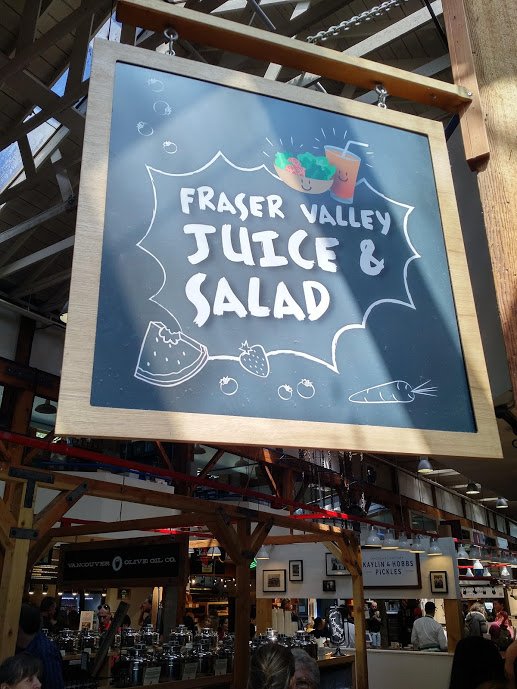 FRASER VALLEY
JUICE &
SALAD
VANCOUVER OLIVE OIL CO.
KAYLIN & HOBBS
PICKLES